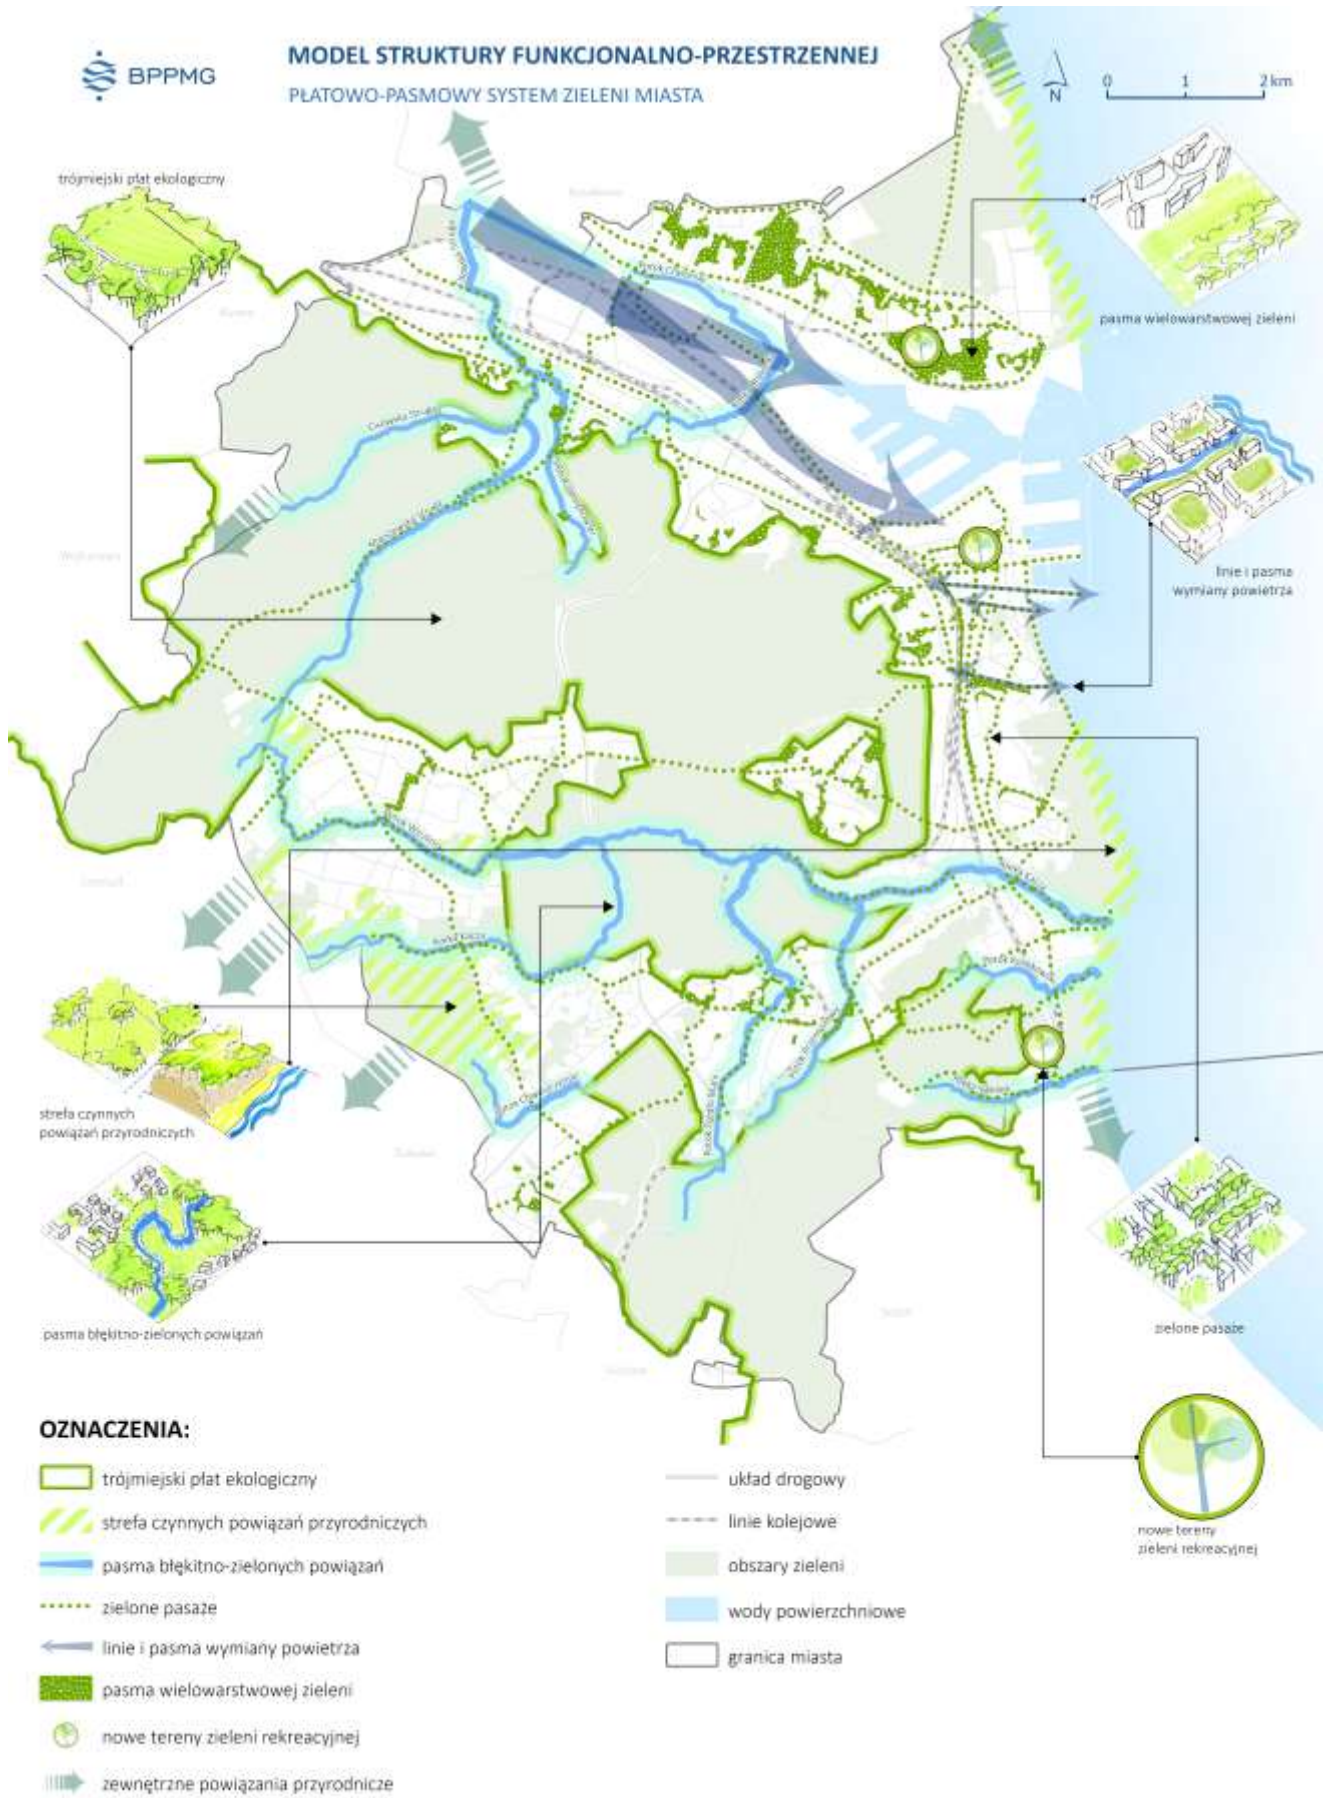 BPPMG
MODEL STRUKTURY FUNKCJONALNO-PRZESTRZENNEJ
PŁATOWO-PASMOWY SYSTEM ZIELENI MIASTA
N
0 1 2 km
trójmiejski płat ekologiczny
pasma wielowarstwowej zieleni
linie i pasma
wymiany powietrza
strefa czynnych
powiązań przyrodniczych
pasma błękitno-zielonych powiązań
zielone pasaże
nowe tereny
zieleni rekreacyjnej
OZNACZENIA:
trójmiejski płat ekologiczny
strefa czynnych powiązań przyrodniczych
pasma błękitno-zielonych powiązań
zielone pasaże
linie i pasma wymiany powietrza
pasma wielowarstwowej zieleni
nowe tereny zieleni rekreacyjnej
zewnętrzne powiązania przyrodnicze
układ drogowy
linie kolejowe
obszary zieleni
wody powierzchniowe
granica miasta